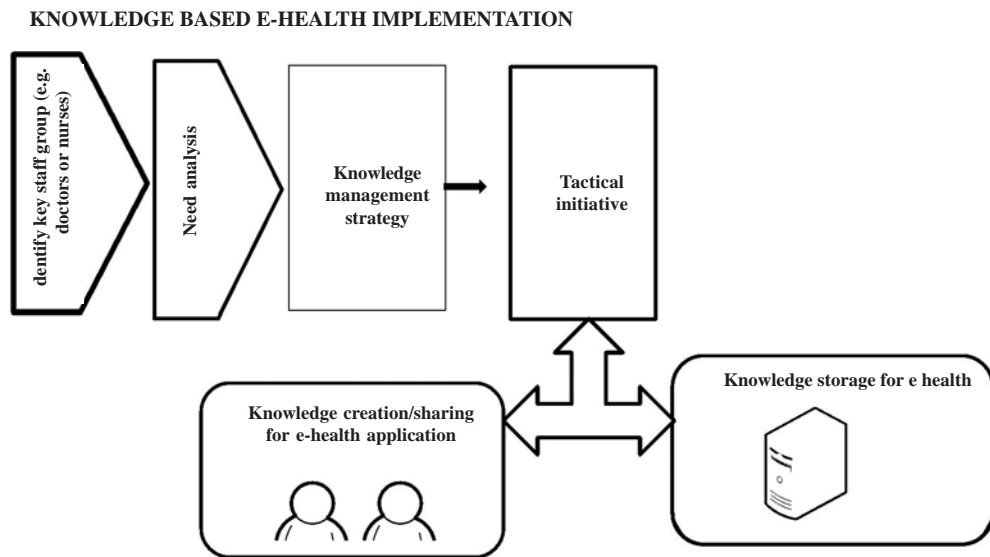 KNOWLEDGE BASED E-HEALTH IMPLEMENTATION
dentify key staff group (e.g.
doctors or nurses)
Need analysis
Knowledge
management
strategy
Tactical
initiative
Knowledge creation/sharing
for e-health application
Knowledge storage for e health